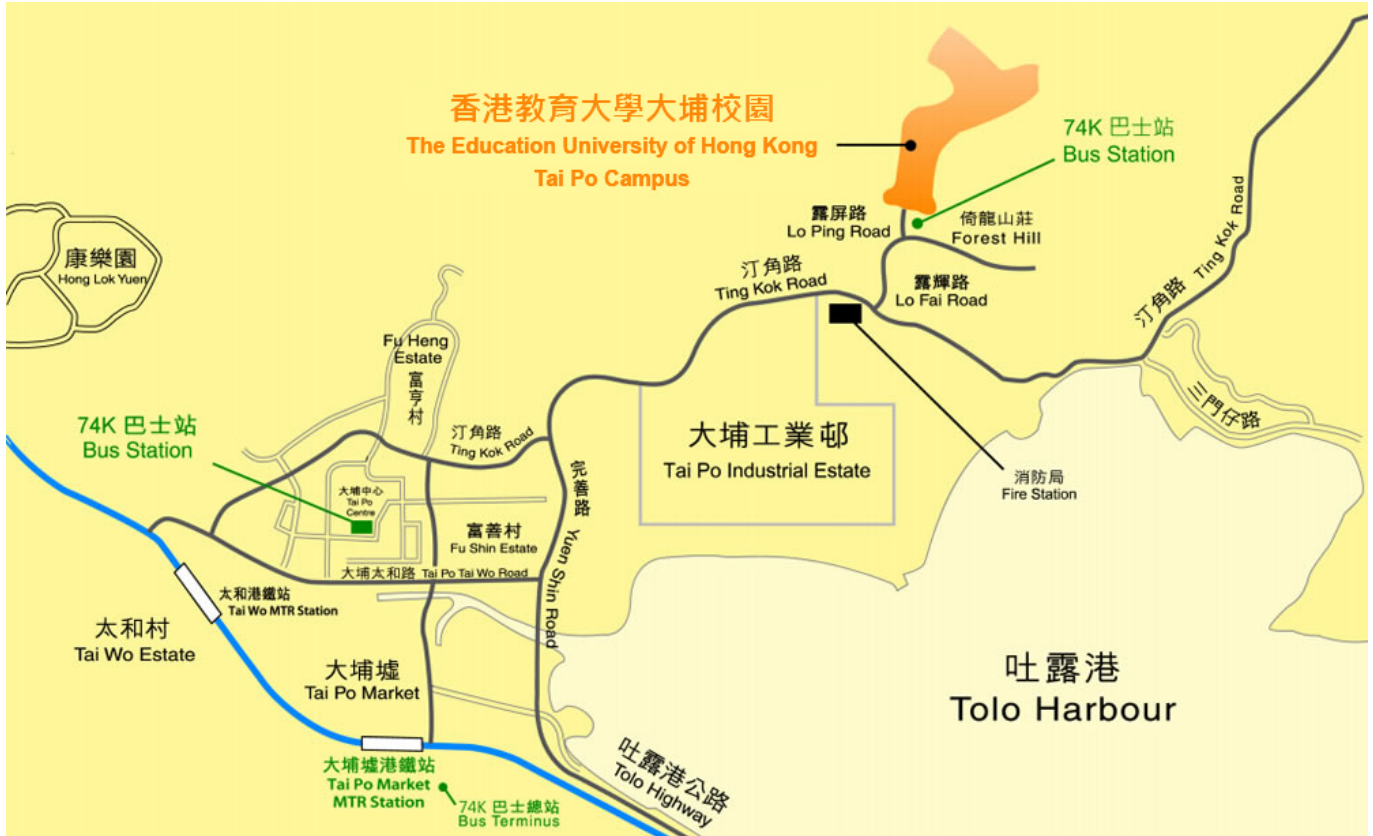 香港教育大學大埔校園
The Education University of Hong Kong
Tai Po Campus
74K 巴士站
Bus Station
露屏路
Lo Ping Road
倚龍山莊
Forest Hill
汀角路
Ting Kok Road
露輝路
Lo Fai Road
汀角路 Ting Kok Road
康樂園
Hong Lok Yuen
Fu Heng
Estate
富亨村
三門仔路
74K 巴士站
Bus Station
汀角路
Ting Kok Road
大埔工業邨
Tai Po Industrial Estate
消防局
Fire Station
大埔中心
Tai Po
Centre
富善村
Fu Shin Estate
完善路 Yuen Shin Road
大埔太和路 Tai Po Tai Wo Road
太和港鐵站
Tai Wo MTR Station
太和村
Tai Wo Estate
大埔墟
Tai Po Market
吐露港
Tolo Harbour
大埔墟港鐵站
Tai Po Market
MTR Station
74K 巴士總站
Bus Terminus
吐露港公路
Tolo Highway